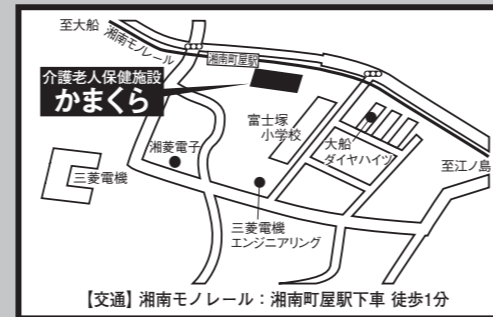 至大船
湘南モノレール
湘南町屋駅
介護老人保健施設
かまくら
富士塚
小学校
大船
ダイヤハイツ
湘菱電子
至江ノ島
三菱電機
三菱電機
エンジニアリング
【交通】湘南モノレール：湘南町屋駅下車 徒歩1分